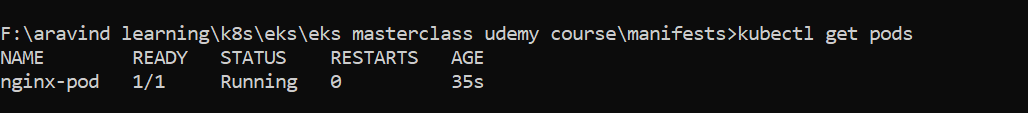 F:\aravind learning\k8s\eks\eks masterclass udemy course\manifests>kubectl get pods
NAME        READY   STATUS    RESTARTS   AGE
nginx-pod   1/1     Running   0          35s